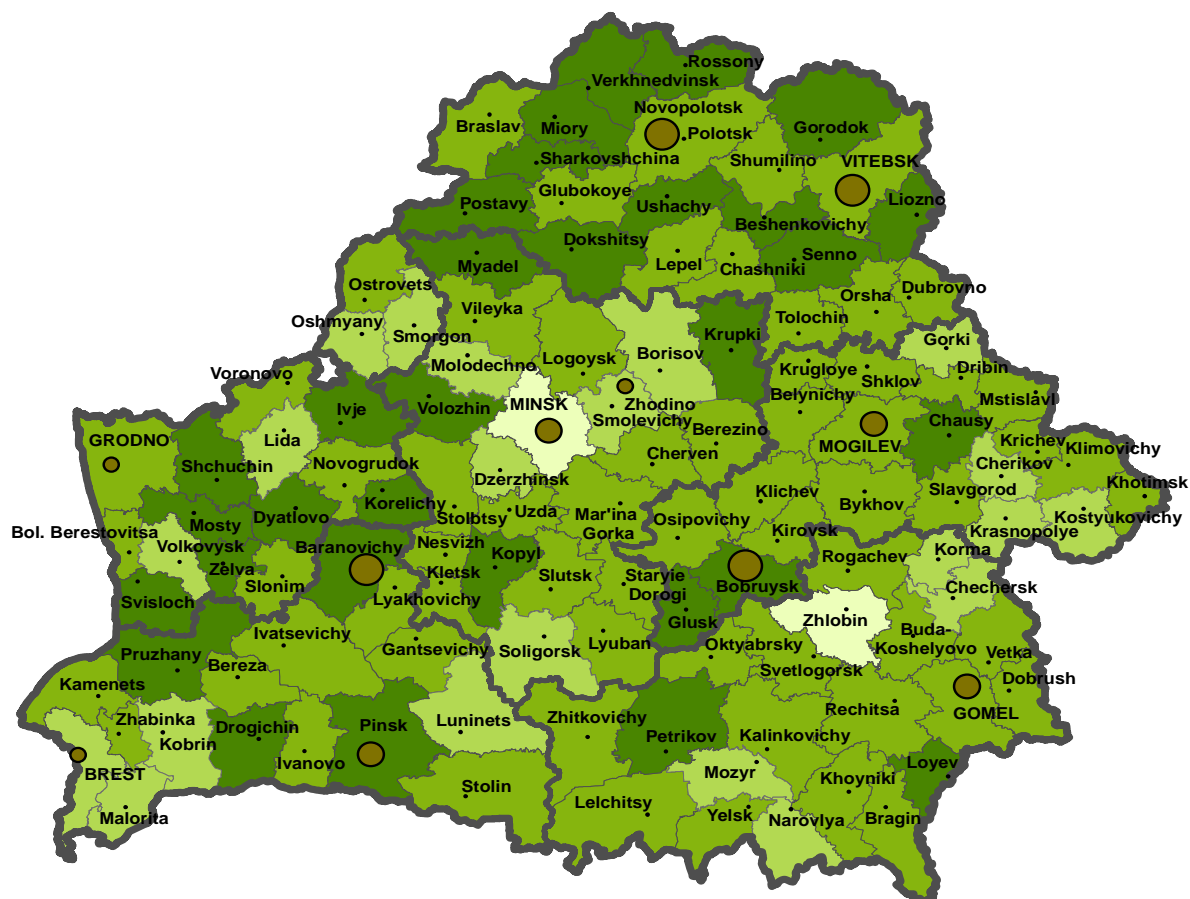 Rossony
Verkhnedvinsk
Novopolotsk
Braslav
Miory
Polotsk
Gorodok
Sharkovshchina
Shumilino
VITEBSK
Glubokoye
Postavy
Ushachy
Liozno
Beshenkovichy
Dokshitsy
Senno
Myadel
Lepel
Chashniki
Ostrovets
Orsha
Dubrovno
Vileyka
Tolochin
Oshmyany
Smorgon
Krupki
Gorki
Molodechno
Logoysk
Borisov
Voronovo
Krugloye
Dribin
Shklov
Belynichy
Mstislavl
Ivje
Volozhin
MINSK
Zhodino
Smolevichy
Chausy
GRODNO
Lida
Berezino
MOGILEV
Krichev
Klimovichy
Shchuchin
Novogrudok
Cherven
Cherikov
Dzerzhinsk
Khotimsk
Korelichy
Klichev
Bykhov
Slavgorod
Dyatlovo
Stolbtsy
Uzda
Mar'ina
Gorka
Osipovichy
Kostyukovichy
Mosty
Bol. Berestovitsa
Krasnopolye
Kirovsk
Volkovysk
Baranovichy
Nesvizh
Kopyl
Rogachev
Korma
Zelya
Kletsk
Slutsk
Staryie
Dorogi
Bobruysk
Slonim
Chechersk
Svisloch
Lyakhovichy
Glusk
Zhlobin
Ivatsevichy
Buda-
Koshelyovo
Gantsevichy
Lyuban
Oktyabrsky
Pruzhany
Soligorsk
Vetka
Bereza
Svetlogorsk
Kamenets
Dobrush
Rechitsa
GOMEL
Zhabinka
Drogichin
Pinsk
Luninets
Zhitkovichy
Kobrin
Petrikov
Kalinkovichy
Ivanovo
Loyev
BREST
Mozyr
Khoyniki
Stolin
Lelchitsy
Malorita
Yelsk
Narovlya
Bragin